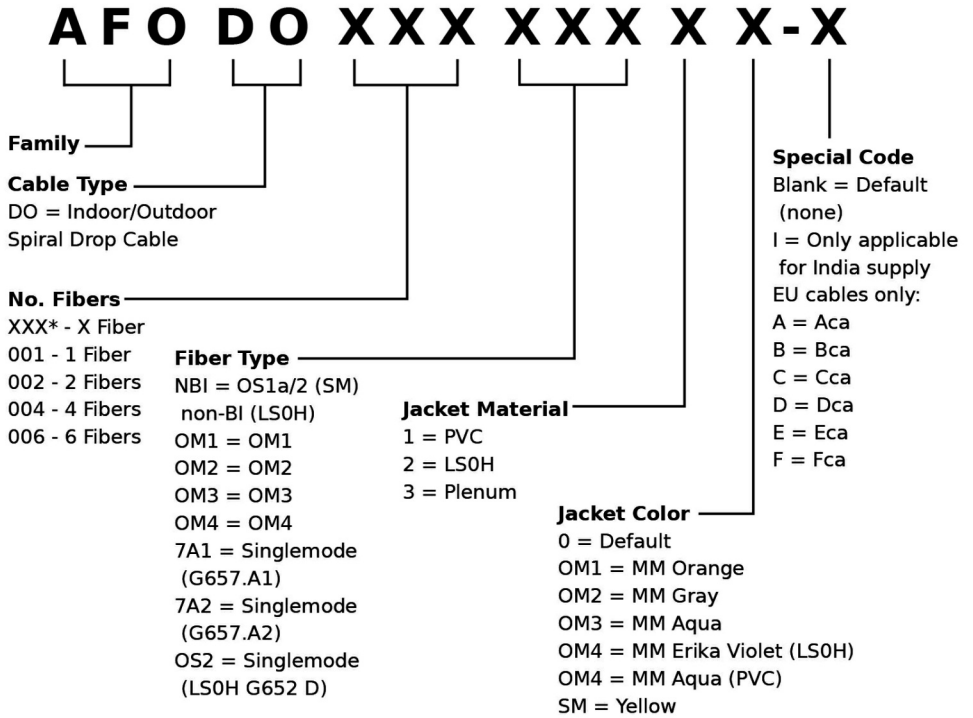 AFO DO XXX XXX X X-X
Family
Cable Type
DO = Indoor/Outdoor
Spiral Drop Cable
No. Fibers
XXX* - X Fiber
001 - 1 Fiber
002 - 2 Fibers
004 - 4 Fibers
006 - 6 Fibers
Fiber Type
NBI = OS1a/2 (SM)
non-BI (LS0H)
OM1 = OM1
OM2 = OM2
OM3 = OM3
OM4 = OM4
7A1 = Singlemode
(G657.A1)
7A2 = Singlemode
(G657.A2)
OS2 = Singlemode
(LS0H G652 D)
Jacket Material
1 = PVC
2 = LS0H
3 = Plenum
Jacket Color
0 = Default
OM1 = MM Orange
OM2 = MM Gray
OM3 = MM Aqua
OM4 = MM Erika Violet (LS0H)
OM4 = MM Aqua (PVC)
SM = Yellow
Special Code
Blank = Default
(none)
I = Only applicable
for India supply
EU cables only:
A = Aca
B = Bca
C = Cca
D = Dca
E = Eca
F = Fca